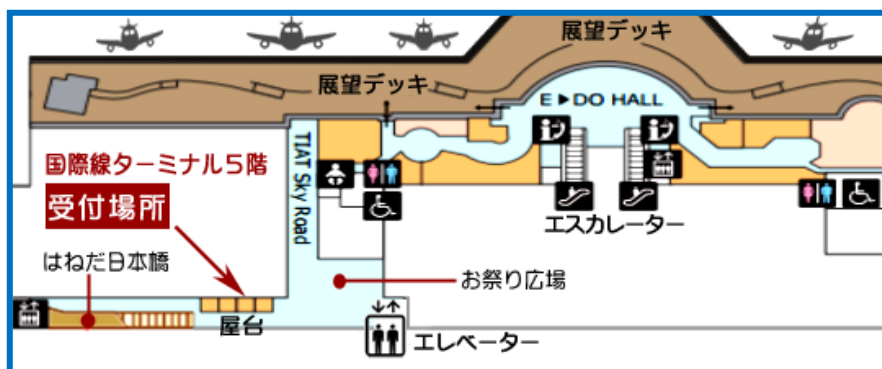 展望デッキ
展望デッキ
E▶DO HALL
国際線ターミナル5階
受付場所
TIAT Sky Road
エスカレーター
はねだ日本橋
お祭り広場
屋台
エレベーター